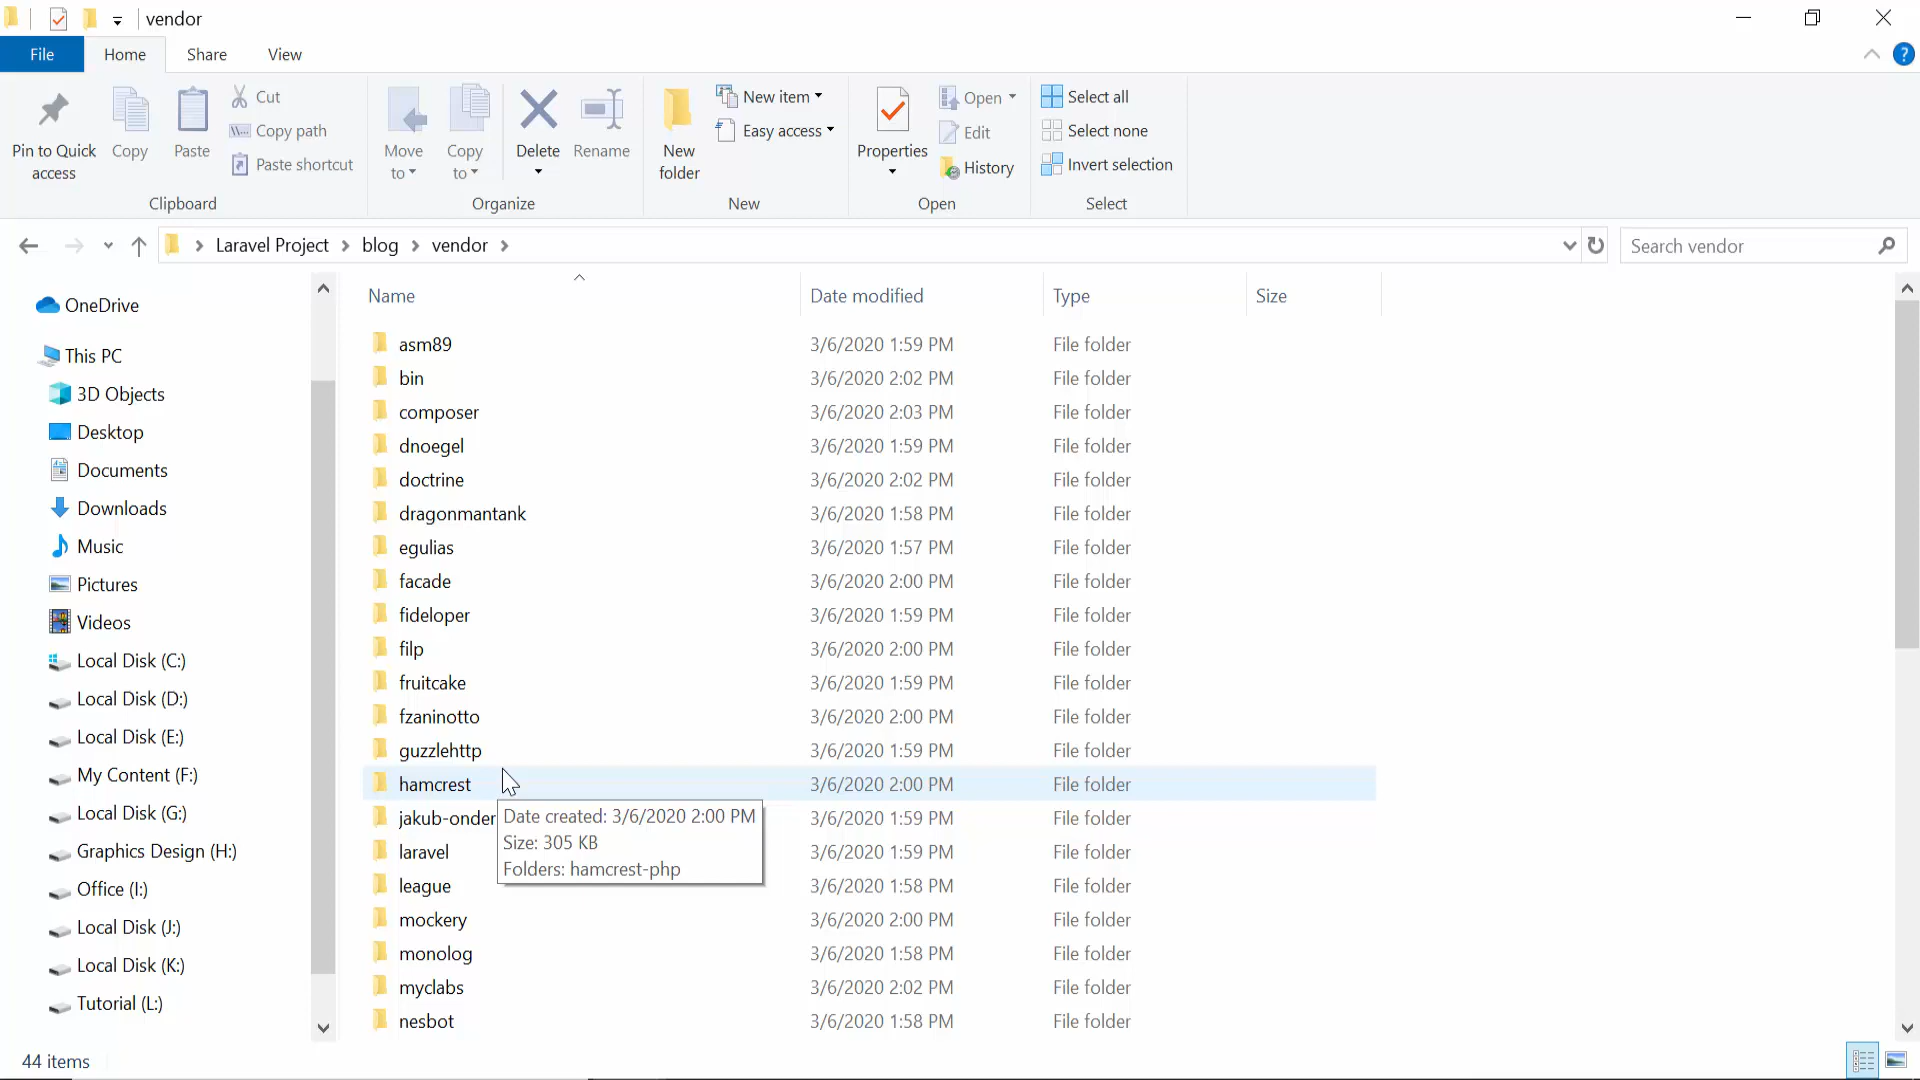 vendor
File Home Share View
Pin to Quick access
Copy
Paste
Cut
Copy path
Paste shortcut
Clipboard
Move to
Copy to
Delete
Rename
Organize
New folder
New item
Easy access
New
Properties
Open
Edit
History
Open
Select all
Select none
Invert selection
Select
Laravel Project blog vendor
Search vendor
OneDrive
This PC
3D Objects
Desktop
Documents
Downloads
Music
Pictures
Videos
Local Disk (C:)
Local Disk (D:)
Local Disk (E:)
My Content (F:)
Local Disk (G:)
Graphics Design (H:)
Office (I:)
Local Disk (J:)
Local Disk (K:)
Tutorial (L:)
Name Date modified Type Size
asm89 3/6/2020 1:59 PM File folder
bin 3/6/2020 2:02 PM File folder
composer 3/6/2020 2:03 PM File folder
dnoegel 3/6/2020 1:59 PM File folder
doctrine 3/6/2020 2:02 PM File folder
dragonmantank 3/6/2020 1:58 PM File folder
egulias 3/6/2020 1:57 PM File folder
facade 3/6/2020 2:00 PM File folder
fideloper 3/6/2020 1:59 PM File folder
filp 3/6/2020 2:00 PM File folder
fruitcake 3/6/2020 1:59 PM File folder
fzaninotto 3/6/2020 2:00 PM File folder
guzzlehttp 3/6/2020 1:59 PM File folder
hamcrest 3/6/2020 2:00 PM File folder
jakub-onder 3/6/2020 1:59 PM File folder
laravel 3/6/2020 1:59 PM File folder
league 3/6/2020 1:58 PM File folder
mockery 3/6/2020 2:00 PM File folder
monolog 3/6/2020 1:58 PM File folder
myclabs 3/6/2020 2:02 PM File folder
nesbot 3/6/2020 1:58 PM File folder
Date created: 3/6/2020 2:00 PM
Size: 305 KB
Folders: hamcrest-php
44 items